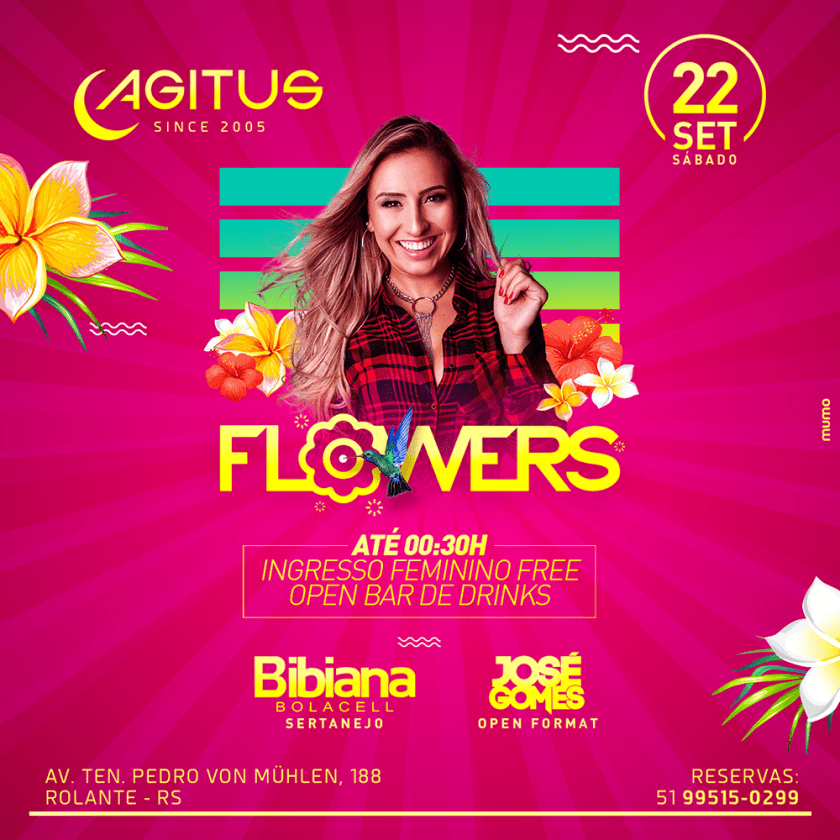 AGITUS
SINCE 2005
22
SET
SÁBADO
mumo
FLOWERS
ATÉ 00:30H
INGRESSO FEMININO FREE
OPEN BAR DE DRINKS
Bibiana
BOLACELL
SERTANEJO
JOSÉ
GOMES
OPEN FORMAT
AV. TEN. PEDRO VON MÜHLEN, 188
ROLANTE - RS
RESERVAS:
51 99515-0299